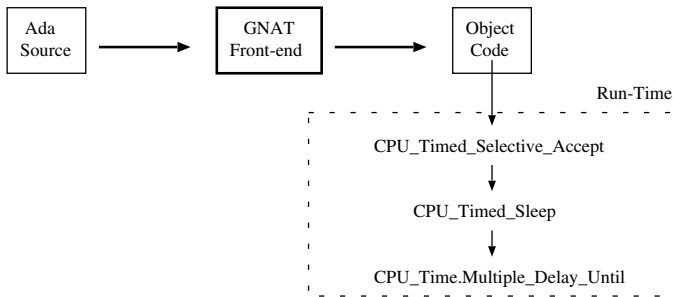 Ada
Source
GNAT
Front-end
Object
Code
Run-Time
CPU_Timed_Selective_Accept
CPU_Timed_Sleep
CPU_Time.Multiple_Delay_Until